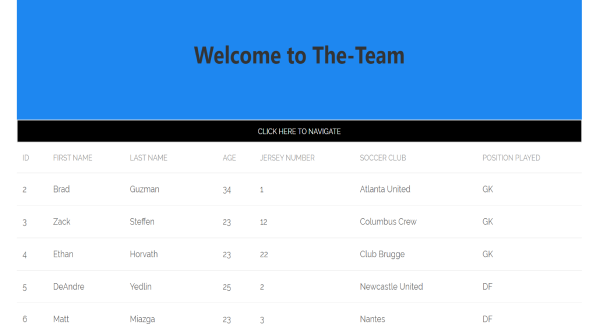 Welcome to The-Team
CLICK HERE TO NAVIGATE
ID FIRST NAME LAST NAME AGE JERSEY NUMBER SOCCER CLUB POSITION PLAYED
2 Brad Guzman 34 1 Atlanta United GK
3 Zack Steffen 23 12 Columbus Crew GK
4 Ethan Horvath 23 22 Club Brugge GK
5 DeAndre Yedlin 25 2 Newcastle United DF
6 Matt Miazga 23 3 Nantes DF